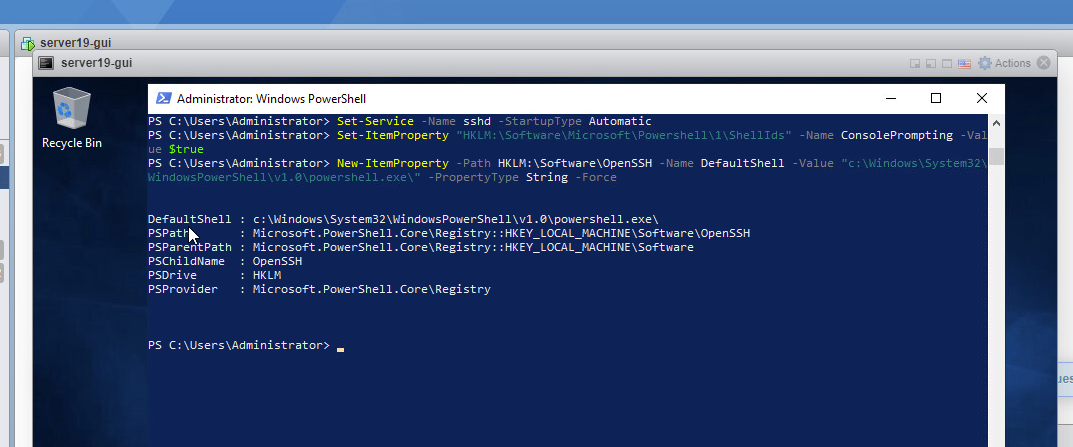 server19-gui
server19-gui
Actions
Recycle Bin
Administrator: Windows PowerShell
PS C:\Users\Administrator> Set-Service -Name sshd -StartupType Automatic
PS C:\Users\Administrator> Set-ItemProperty "HKLM:\Software\Microsoft\Powershell\1\ShellIds" -Name ConsolePrompting -Val
ue $true
PS C:\Users\Administrator> New-ItemProperty -Path HKLM:\Software\OpenSSH -Name DefaultShell -Value "c:\Windows\System32\
WindowsPowerShell\v1.0\powershell.exe\" -PropertyType String -Force
DefaultShell : c:\Windows\System32\WindowsPowerShell\v1.0\powershell.exe\
PSPath : Microsoft.PowerShell.Core\Registry::HKEY_LOCAL_MACHINE\Software\OpenSSH
PSParentPath : Microsoft.PowerShell.Core\Registry::HKEY_LOCAL_MACHINE\Software
PSChildName : OpenSSH
PSDrive : HKLM
PSProvider : Microsoft.PowerShell.Core\Registry
PS C:\Users\Administrator>